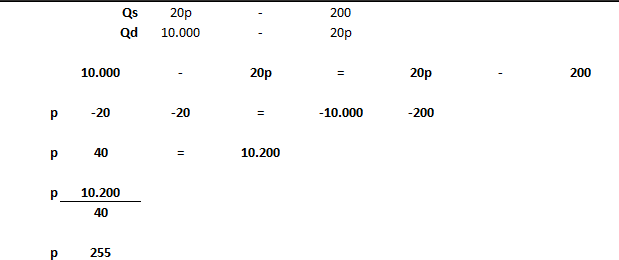 Qs 20p - 200
Qd 10.000 - 20p
10.000 - 20p = 20p - 200
p -20 -20 = -10.000 -200
p 40 = 10.200
p 10.200
40
p 255